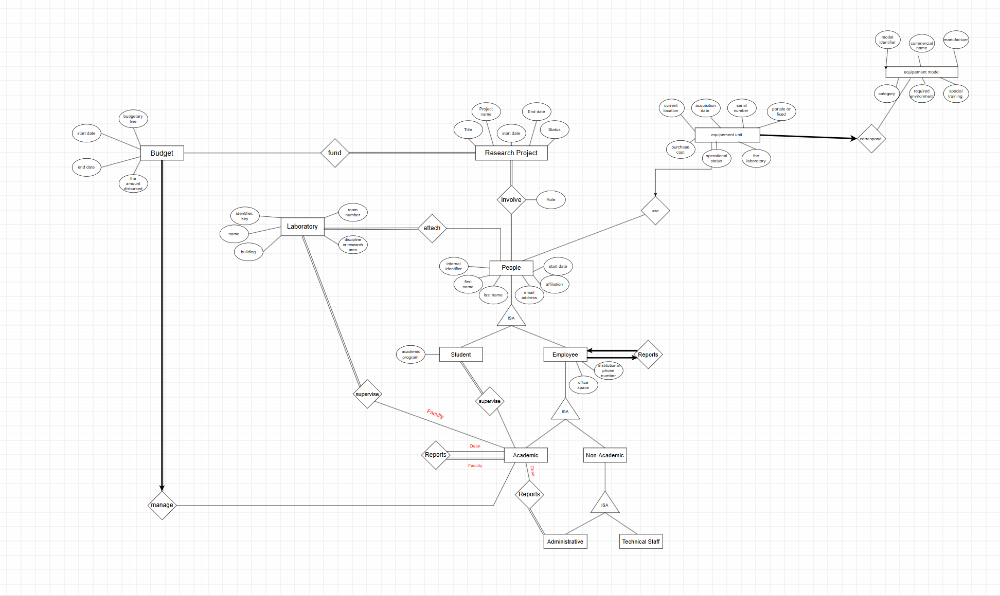 model
identifier
commercial
name
manufactuer
equipement model
category
required
environment
special
training
current
location
acquisition
date
serial
number
portale or
fixed
equipement unit
correspond
purchase
cost
operational
status
the
laboratory
budgetary
line
start date
Budget
end date
the
amount
disbursed
fund
Project
name
End date
Title
start date
Status
Research Project
involve
Role
use
identifier:
key
room
number
Laboratory
name
building
discipline
or research
area
attach
People
internal
identifier
start date
first
name
last name
email
address
affiliation
ISA
academic
program
Student
Employee
Reports
institutional
phone
number
office
space
supervise
supervise
Faculty
ISA
Reports
Dean
Faculty
Academic
Non-Academic
Dean
Reports
manage
ISA
Administrative
Technical Staff